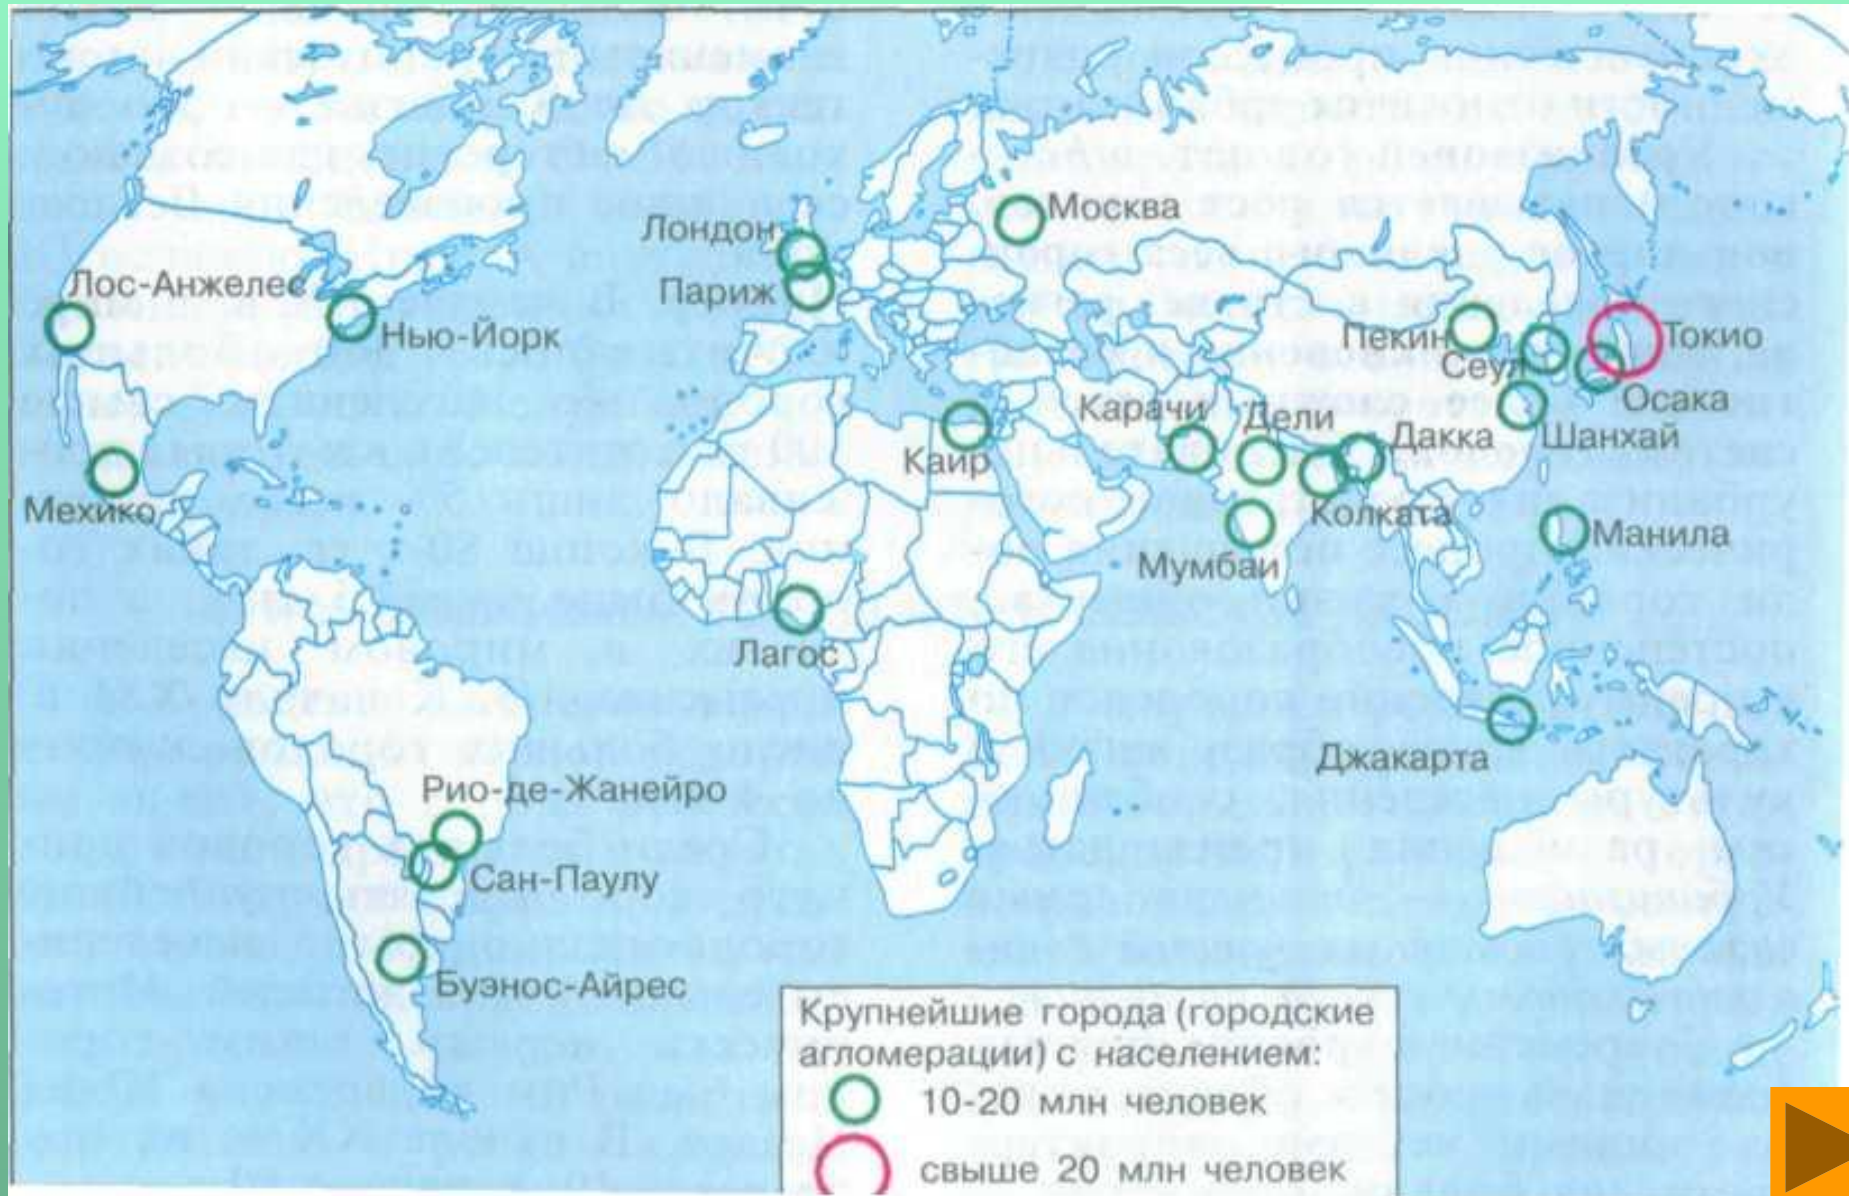 Лондон
Москва
Париж
Лос-Анжелес
Нью-Йорк
Пекин
Токио
Сеул
Осака
Карачи
Дели
Дакка
Шанхай
Каир
Мехико
Колката
Манила
Мумбаи
Лагос
Джакарта
Рио-де-Жанейро
Сан-Паулу
Буэнос-Айрес
Крупнейшие города (городские
агломерации) с населением:
10-20 млн человек
свыше 20 млн человек